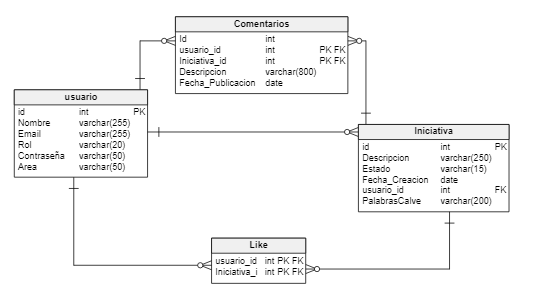 Comentarios
Id int
usuario_id int PK FK
Iniciativa_id int PK FK
Descripcion varchar(800)
Fecha_Publicacion date
usuario
id int PK
Nombre varchar(255)
Email varchar(255)
Rol varchar(20)
Contraseña varchar(50)
Area varchar(50)
Iniciativa
id int PK
Descripcion varchar(250)
Estado varchar(15)
Fecha_Creacion date
usuario_id int FK
PalabrasCalve varchar(200)
Like
usuario_id int PK FK
Iniciativa_i int PK FK